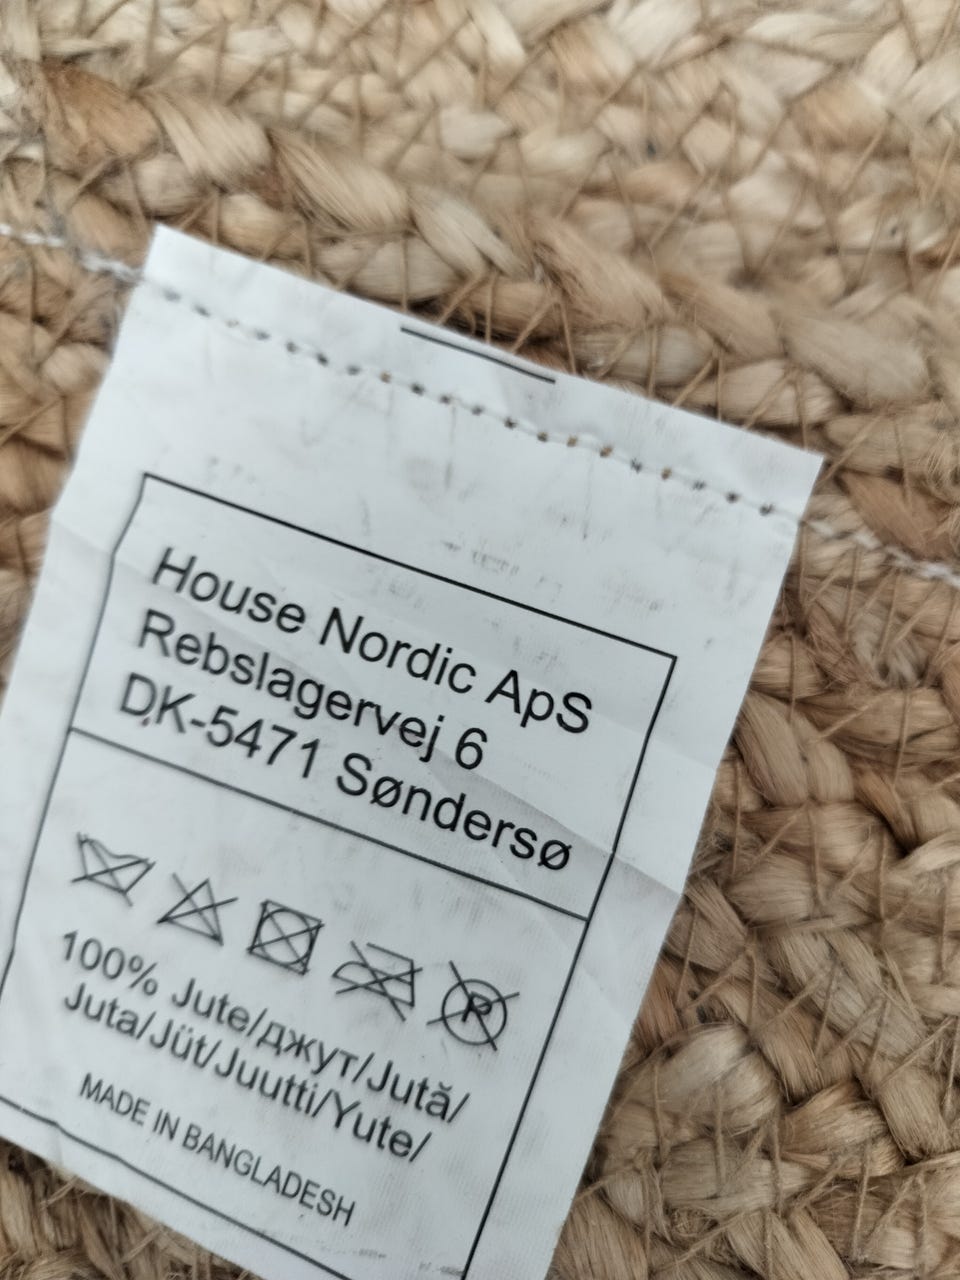 House Nordic ApS
Rebslagervej 6
DK-5471 Søndersø
P
100% Jute/джут/Jută/
Juta/Jüt/Juutti/Yute/
MADE IN BANGLADESH